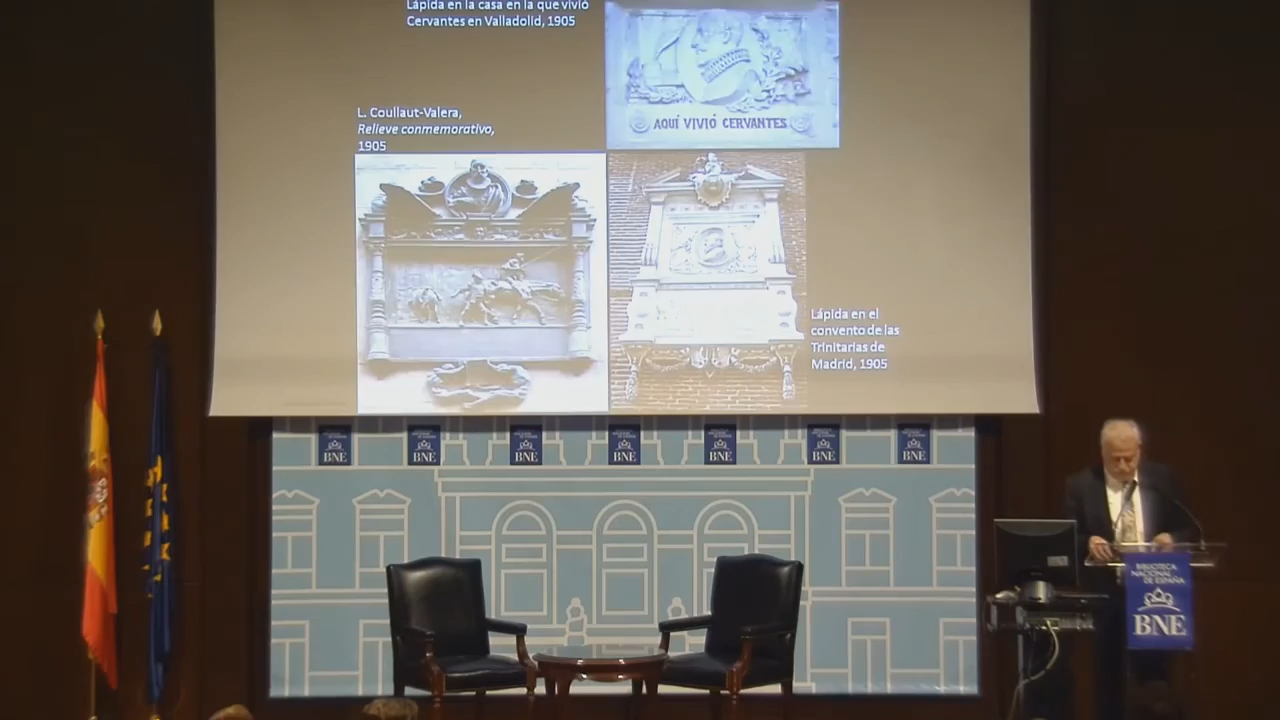 Lápida en la casa en la que vivió
Cervantes en Valladolid, 1905
AQUÍ VIVIÓ CERVANTES
L. Coullaut-Valera,
Relieve conmemorativo,
1905
Lápida en el
convento de las
Trinitarias de
Madrid, 1905
BNE
BNE
BNE
BNE
BNE
BNE
BNE
BIBLIOTECA
NACIONAL
DE ESPAÑA
BNE